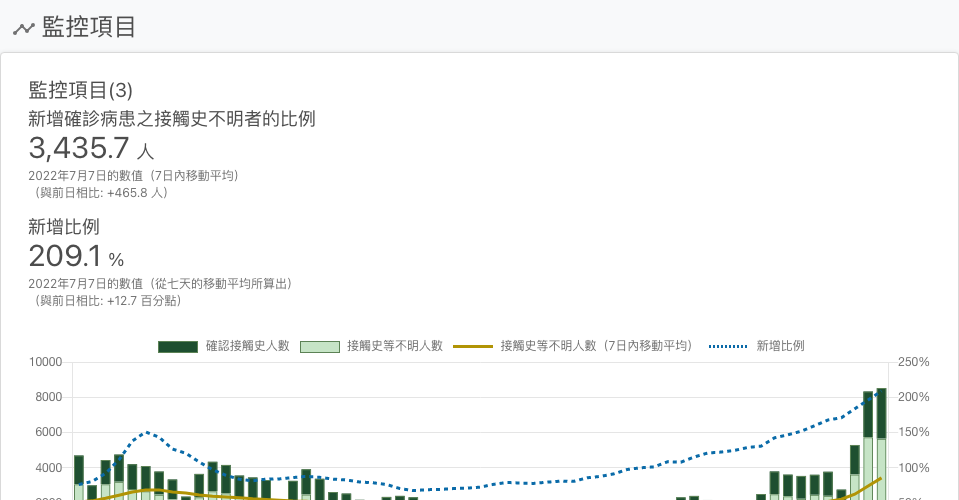 監控項目
監控項目(3)
新增確診病患之接觸史不明者的比例
3,435.7 人
2022年7月7日的數值（7日內移動平均）
（與前日相比: +465.8 人）
新增比例
209.1 %
2022年7月7日的數值（從七天的移動平均所算出）
（與前日相比: +12.7 百分點）
確認接觸史人數 接觸史等不明人數 接觸史等不明人數（7日內移動平均） 新增比例
10000 250%
8000 200%
6000 150%
4000 100%